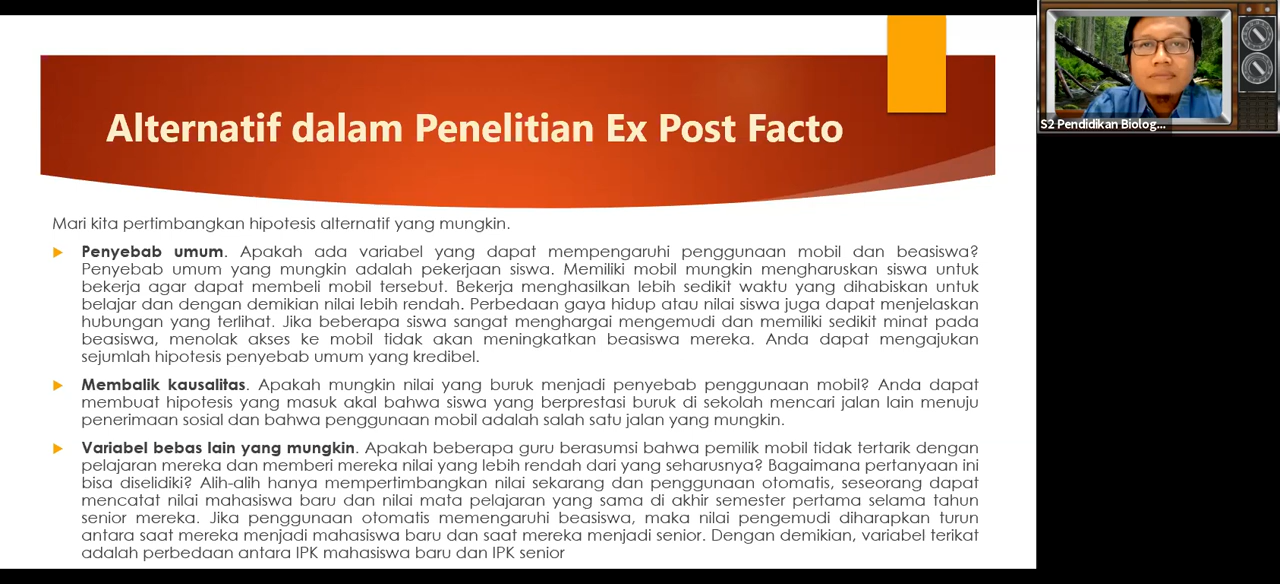 Alternatif dalam Penelitian Ex Post Facto
S2 Pendidikan Biolog...
Mari kita pertimbangkan hipotesis alternatif yang mungkin.
Penyebab umum. Apakah ada variabel yang dapat mempengaruhi penggunaan mobil dan beasiswa?
Penyebab umum yang mungkin adalah pekerjaan siswa. Memiliki mobil mungkin mengharuskan siswa untuk
bekerja agar dapat membeli mobil tersebut. Bekerja menghasilkan lebih sedikit waktu yang dihabiskan untuk
belajar dan dengan demikian nilai lebih rendah. Perbedaan gaya hidup atau nilai siswa juga dapat menjelaskan
hubungan yang terlihat. Jika beberapa siswa sangat menghargai mengemudi dan memiliki sedikit minat pada
beasiswa, menolak akses ke mobil tidak akan meningkatkan beasiswa mereka. Anda dapat mengajukan
sejumlah hipotesis penyebab umum yang kredibel.
Membalik kausalitas. Apakah mungkin nilai yang buruk menjadi penyebab penggunaan mobil? Anda dapat
membuat hipotesis yang masuk akal bahwa siswa yang berprestasi buruk di sekolah mencari jalan lain menuju
penerimaan sosial dan bahwa penggunaan mobil adalah salah satu jalan yang mungkin.
Variabel bebas lain yang mungkin. Apakah beberapa guru berasumsi bahwa pemilik mobil tidak tertarik dengan
pelajaran mereka dan memberi mereka nilai yang lebih rendah dari yang seharusnya? Bagaimana pertanyaan ini
bisa diselidiki? Alih-alih hanya mempertimbangkan nilai sekarang dan penggunaan otomatis, seseorang dapat
mencatat nilai mahasiswa baru dan nilai mata pelajaran yang sama di akhir semester pertama selama tahun
senior mereka. Jika penggunaan otomatis memengaruhi beasiswa, maka nilai pengemudi diharapkan turun
antara saat mereka menjadi mahasiswa baru dan saat mereka menjadi senior. Dengan demikian, variabel terikat
adalah perbedaan antara IPK mahasiswa baru dan IPK senior